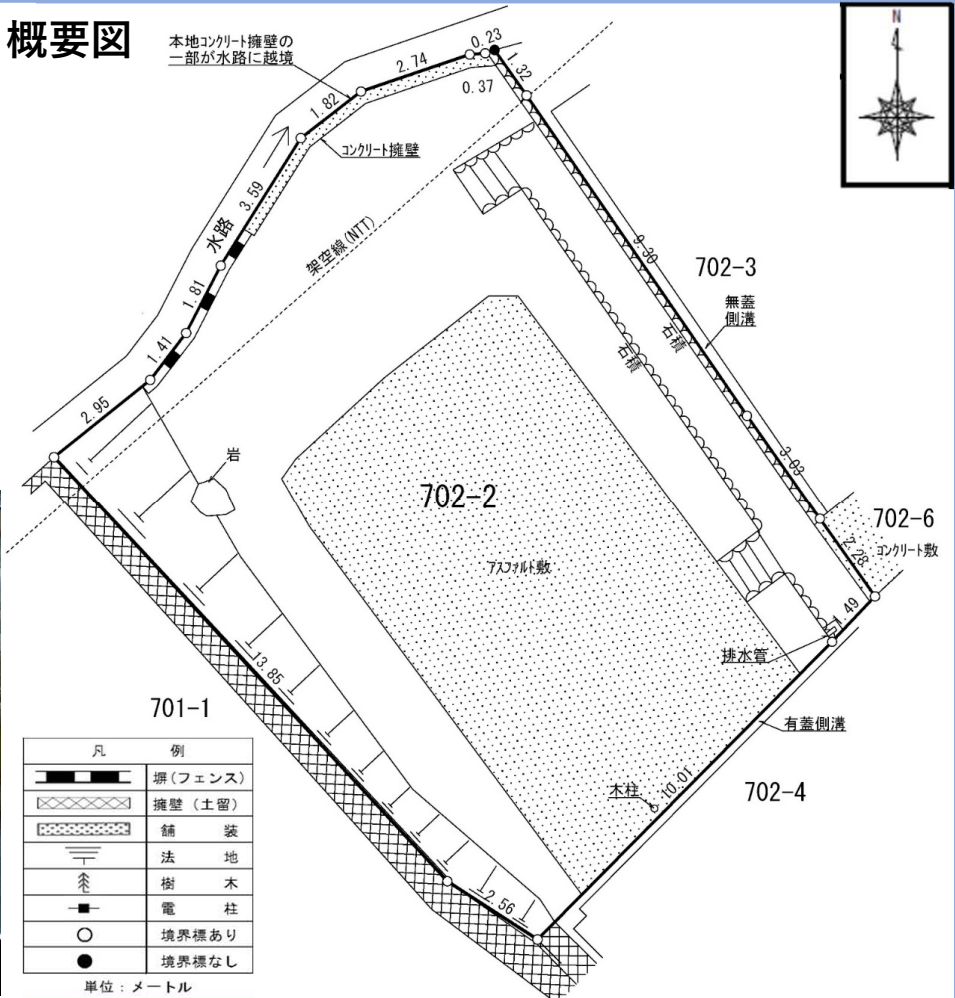 概要図
N
本地コンクリート擁壁の
一部が水路に越境
0.23
1.32
2.74
0.37
1.82
コンクリート擁壁
3.59
水路
架空線(NTT)
1.81
1.41
2.95
9.30
702-3
無蓋
側溝
石積
石積
岩
702-2
3.03
702-6
コンクリート敷
2.28
アスファルト敷
1.49
排水管
13.85
701-1
有蓋側溝
木柱
10.01
702-4
2.56
凡 例
塀(フェンス)
擁壁(土留)
舗 装
法 地
樹 木
電 柱
境界標あり
境界標なし
単位:メートル